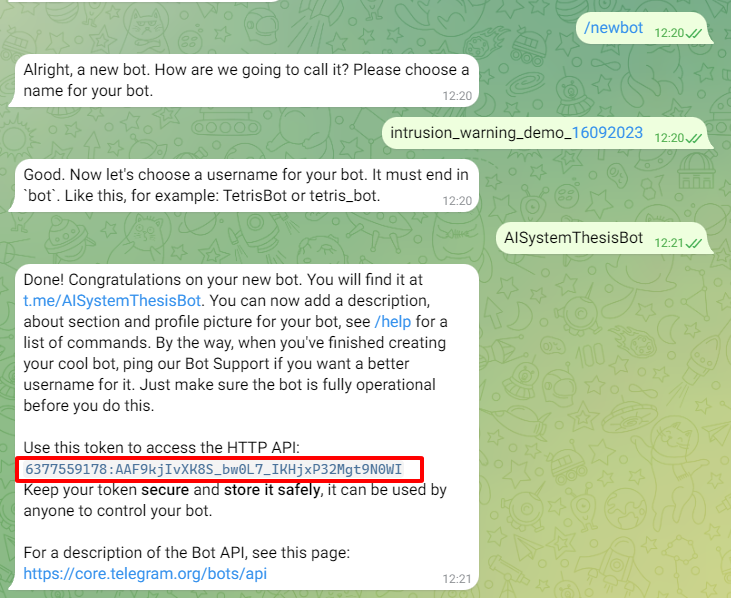 /newbot 12:20
Alright, a new bot. How are we going to call it? Please choose a
name for your bot. 12:20
intrusion_warning_demo_16092023 12:20
Good. Now let's choose a username for your bot. It must end in
`bot`. Like this, for example: TetrisBot or tetris_bot. 12:20
AISystemThesisBot 12:21
Done! Congratulations on your new bot. You will find it at
t.me/AISystemThesisBot. You can now add a description,
about section and profile picture for your bot, see /help for a
list of commands. By the way, when you've finished creating
your cool bot, ping our Bot Support if you want a better
username for it. Just make sure the bot is fully operational
before you do this.
Use this token to access the HTTP API:
6377559178:AAF9kjIvXK8S_bw0L7_IKHjxP32Mgt9N0WI
Keep your token secure and store it safely, it can be used by
anyone to control your bot.
For a description of the Bot API, see this page:
https://core.telegram.org/bots/api 12:21